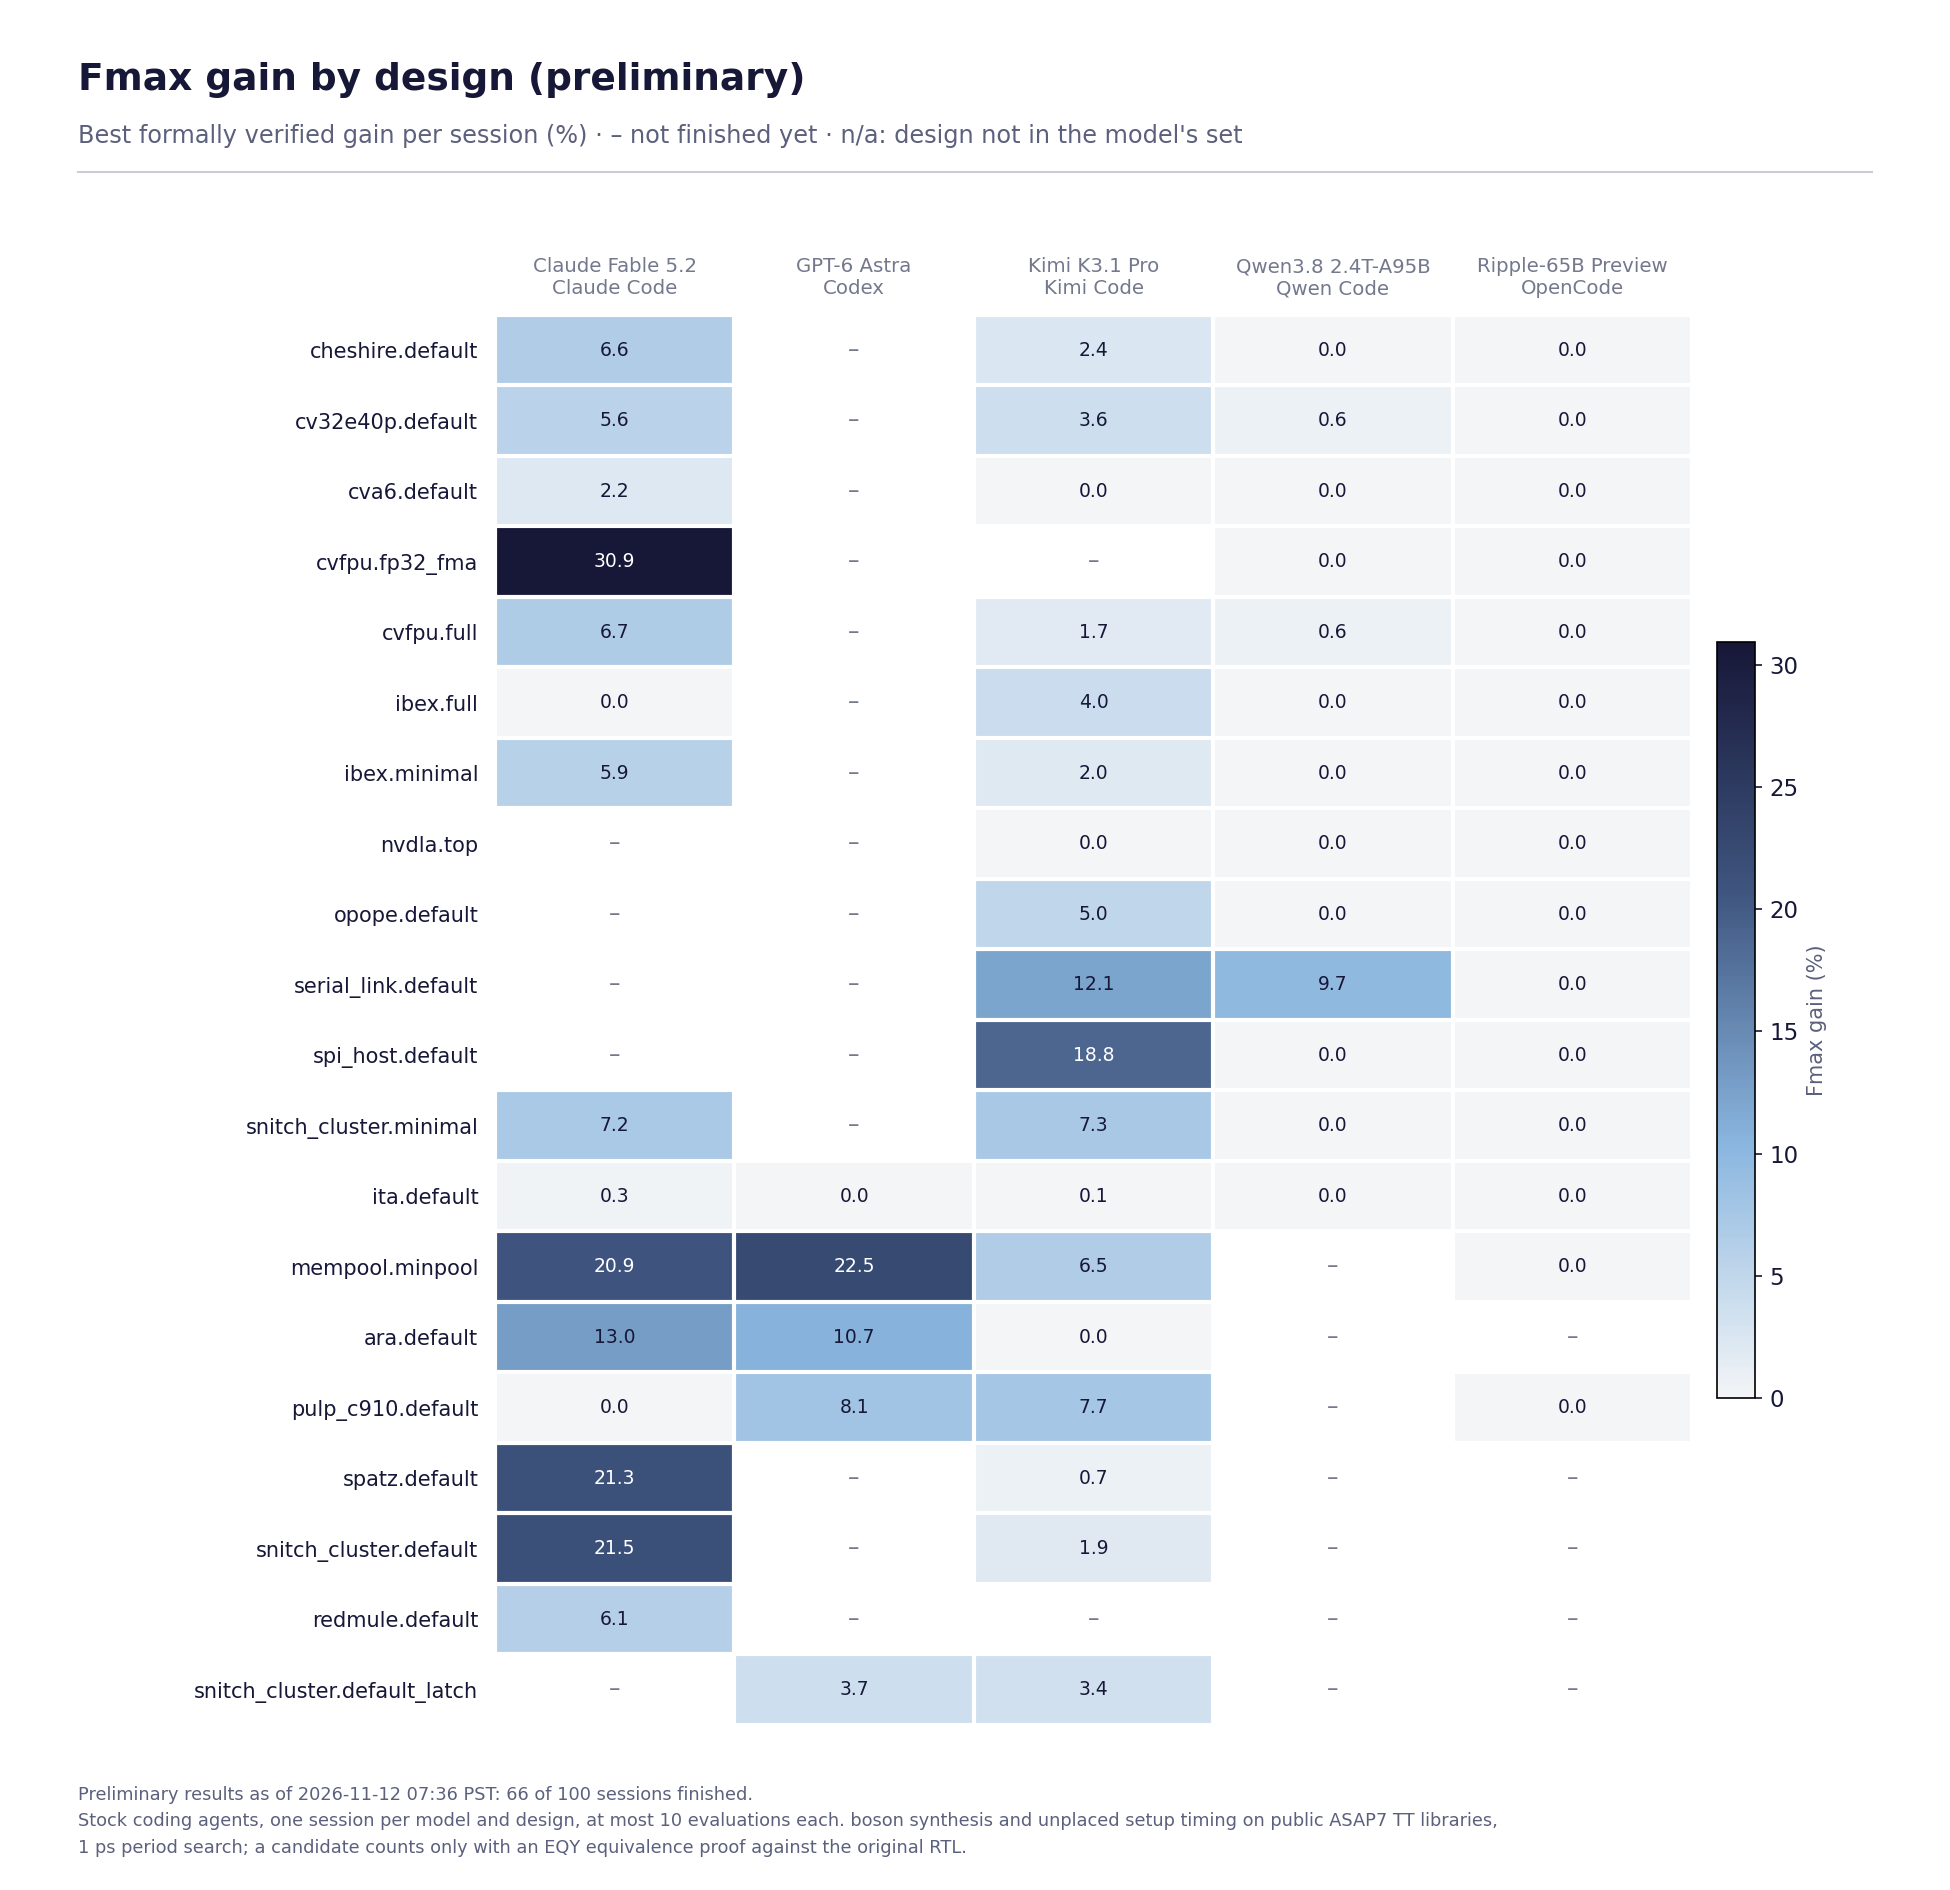 Fmax gain by design (preliminary)
Best formally verified gain per session (%) · – not finished yet · n/a: design not in the model's set
Claude Fable 5.2 GPT-6 Astra Kimi K3.1 Pro Qwen3.8 2.4T-A95B Ripple-65B Preview
Claude Code Codex Kimi Code Qwen Code OpenCode
cheshire.default 6.6 – 2.4 0.0 0.0
cv32e40p.default 5.6 – 3.6 0.6 0.0
cva6.default 2.2 – 0.0 0.0 0.0
cvfpu.fp32_fma 30.9 – – 0.0 0.0
cvfpu.full 6.7 – 1.7 0.6 0.0
ibex.full 0.0 – 4.0 0.0 0.0
ibex.minimal 5.9 – 2.0 0.0 0.0
nvdla.top – – 0.0 0.0 0.0
opope.default – – 5.0 0.0 0.0
serial_link.default – – 12.1 9.7 0.0
spi_host.default – – 18.8 0.0 0.0
snitch_cluster.minimal 7.2 – 7.3 0.0 0.0
ita.default 0.3 0.0 0.1 0.0 0.0
mempool.minpool 20.9 22.5 6.5 – 0.0
ara.default 13.0 10.7 0.0 – –
pulp_c910.default 0.0 8.1 7.7 – 0.0
spatz.default 21.3 – 0.7 – –
snitch_cluster.default 21.5 – 1.9 – –
redmule.default 6.1 – – – –
snitch_cluster.default_latch – 3.7 3.4 – –
30
25
20
15
10
5
0
Fmax gain (%)
Preliminary results as of 2026-11-12 07:36 PST: 66 of 100 sessions finished.
Stock coding agents, one session per model and design, at most 10 evaluations each. boson synthesis and unplaced setup timing on public ASAP7 TT libraries,
1 ps period search; a candidate counts only with an EQY equivalence proof against the original RTL.